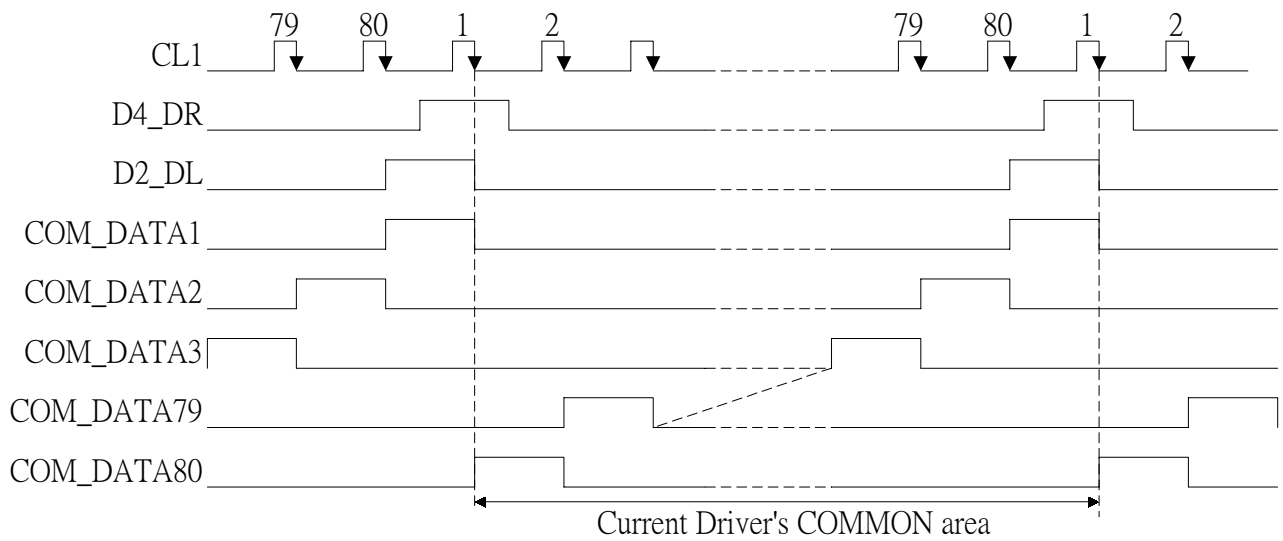 79 80 1 2 79 80 1 2
CL1
D4_DR
D2_DL
COM_DATA1
COM_DATA2
COM_DATA3
COM_DATA79
COM_DATA80
Current Driver's COMMON area